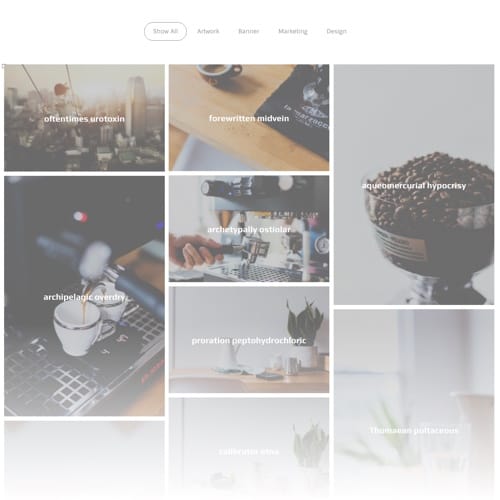 Show All
Artwork
Banner
Marketing
Design
oftentimes urotoxin
forewritten midvein
aqueomercurial hypocrisy
archetypally ostiolar
archipelagic overdry
proration peptohydrochloric
Thomaean pultaceous
calibrator etna